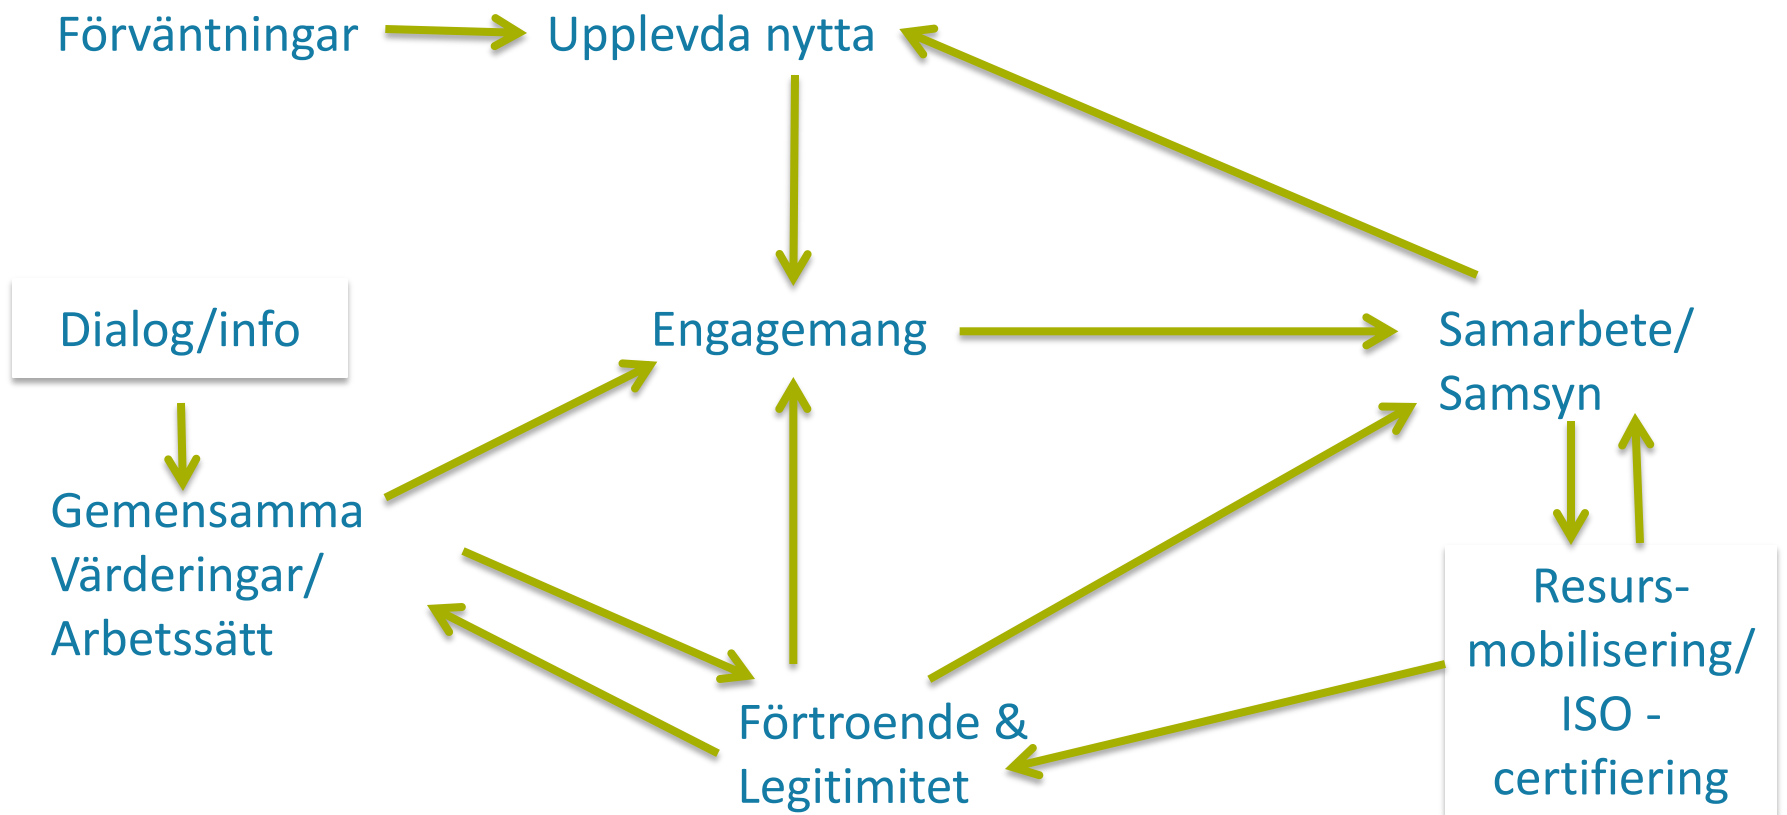 Förväntningar
Upplevda nytta
Dialog/info
Engagemang
Samarbete/
Samsyn
Gemensamma
Värderingar/
Arbetssätt
Förtroende &
Legitimitet
Resurs-
mobilisering/
ISO -
certifiering